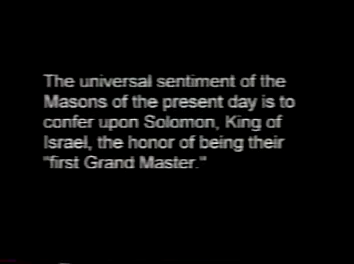 The universal sentiment of the
Masons of the present day is to
confer upon Solomon, King of
Israel, the honor of being their
"first Grand Master."